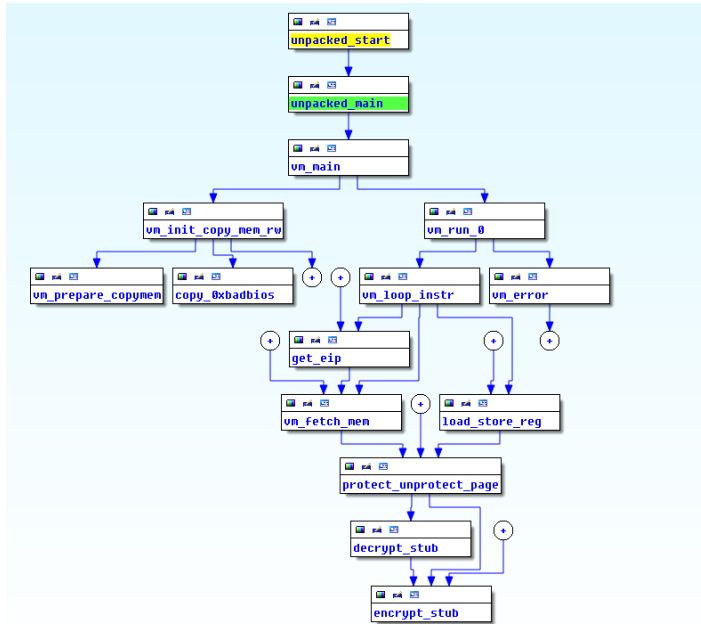 unpacked_start
unpacked_main
vm_main
vm_init_copy_mem_rw
vm_run_0
vm_prepare_copymem
copy_0xbadbios
+
+
vm_loop_instr
vm_error
+
get_eip
+
+
vm_fetch_mem
+
load_store_reg
protect_unprotect_page
decrypt_stub
+
encrypt_stub